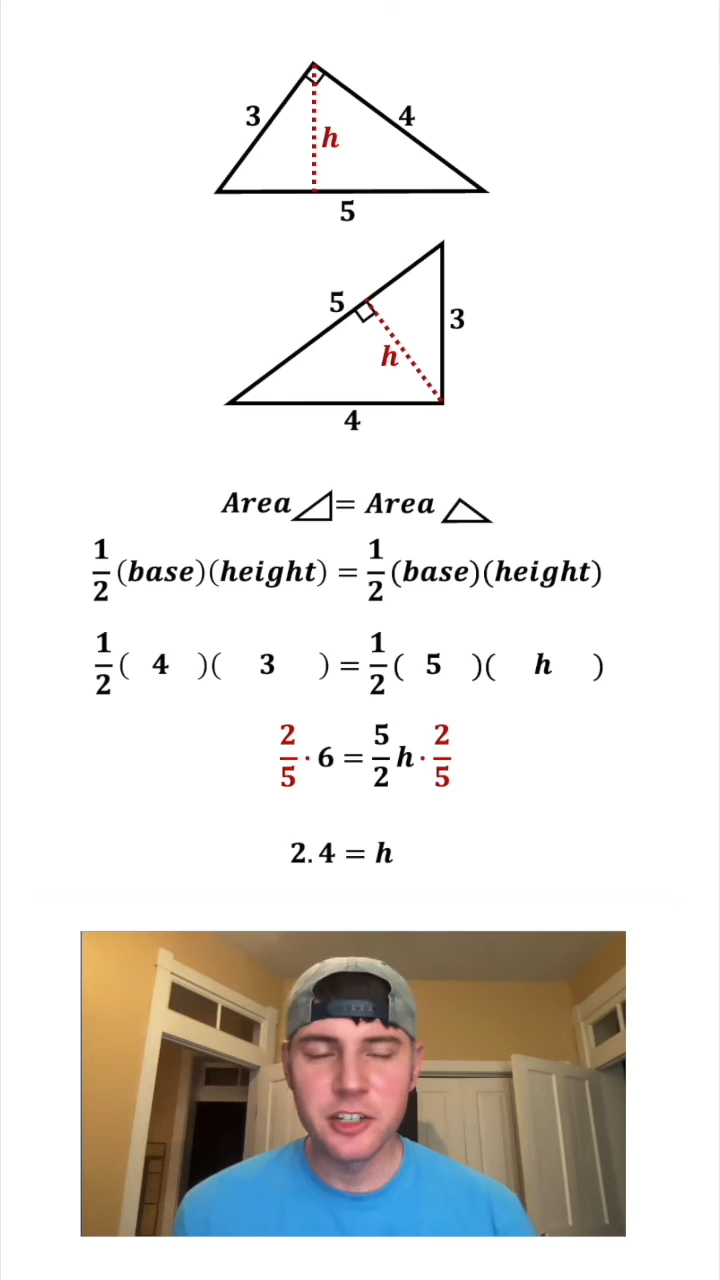 3 4
h
5
5 3
h
4
Area = Area
1/2 (base)(height) = 1/2 (base)(height)
1/2 ( 4 )( 3 ) = 1/2 ( 5 )( h )
2/5 · 6 = 5/2 h · 2/5
2.4 = h